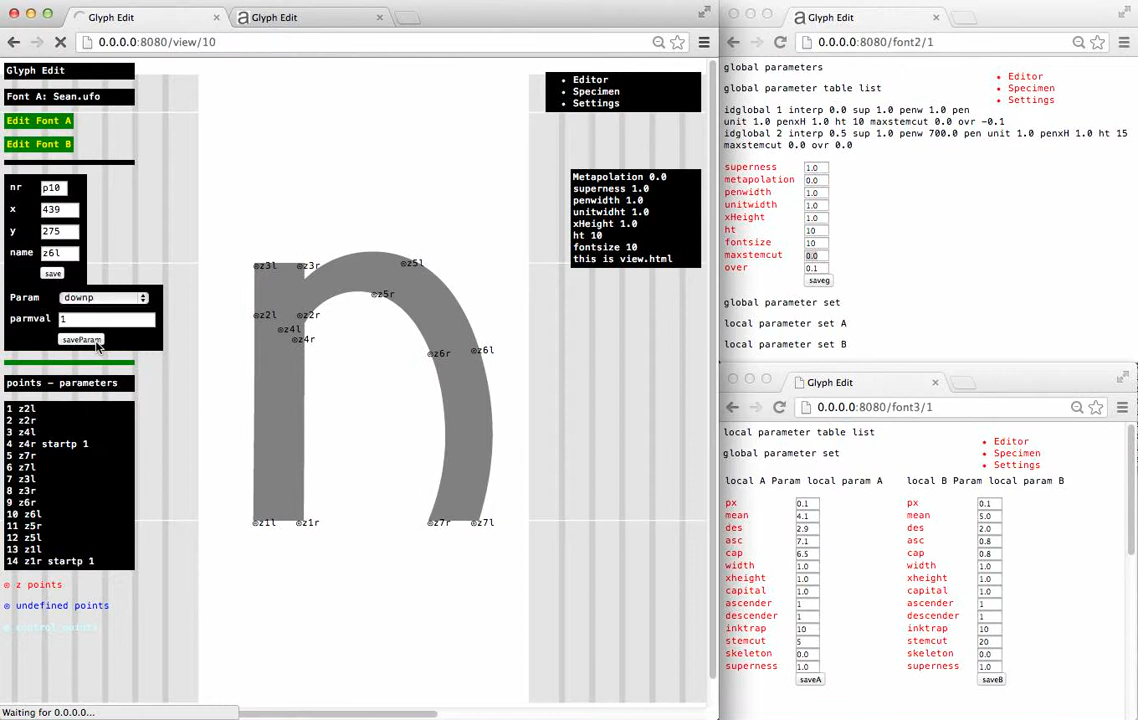 Glyph Edit
Glyph Edit
0.0.0.0:8080/view/10
Glyph Edit
Font A: Sean.ufo
Edit Font A
Edit Font B
nr p10
x 439
y 275
name z6l
save
Param downp
parmval 1
saveParam
points - parameters
1 z2l
2 z2r
3 z4l
4 z4r startp 1
5 z7r
6 z7l
7 z3l
8 z3r
9 z6r
10 z6l
11 z5r
12 z5l
13 z1l
14 z1r startp 1
z points
undefined points
control points
Waiting for 0.0.0.0...
Editor
Specimen
Settings
Metapolation 0.0
superness 1.0
penwidth 1.0
unitwidht 1.0
xHeight 1.0
ht 10
fontsize 10
this is view.html
z3l
z3r
z5l
z5r
z2l
z2r
z4l
z4r
z6r
z6l
z1l
z1r
z7r
z7l
Glyph Edit
0.0.0.0:8080/font2/1
global parameters
global parameter table list
Editor
Specimen
Settings
idglobal 1 interp 0.0 sup 1.0 penw 1.0 pen
unit 1.0 penxH 1.0 ht 10 maxstemcut 0.0 ovr -0.1
idglobal 2 interp 0.5 sup 1.0 penw 700.0 pen unit 1.0 penxH 1.0 ht 15
maxstemcut 0.0 ovr 0.0
superness 1.0
metapolation 0.0
penwidth 1.0
unitwidth 1.0
xHeight 1.0
ht 10
fontsize 10
maxstemcut 0.0
over 0.1
saveg
global parameter set
local parameter set A
local parameter set B
Glyph Edit
0.0.0.0:8080/font3/1
local parameter table list
global parameter set
Editor
Specimen
Settings
local A Param local param A
px 0.1
mean 4.1
des 2.9
asc 7.1
cap 6.5
width 1.0
xheight 1.0
capital 1.0
ascender 1
descender 1
inktrap 10
stemcut 5
skeleton 0.0
superness 1.0
saveA
local B Param local param B
px 0.1
mean 5.0
des 2.0
asc 0.8
cap 0.8
width 1.0
xheight 1.0
capital 1.0
ascender 1
descender 1
inktrap 10
stemcut 20
skeleton 0.0
superness 1.0
saveB